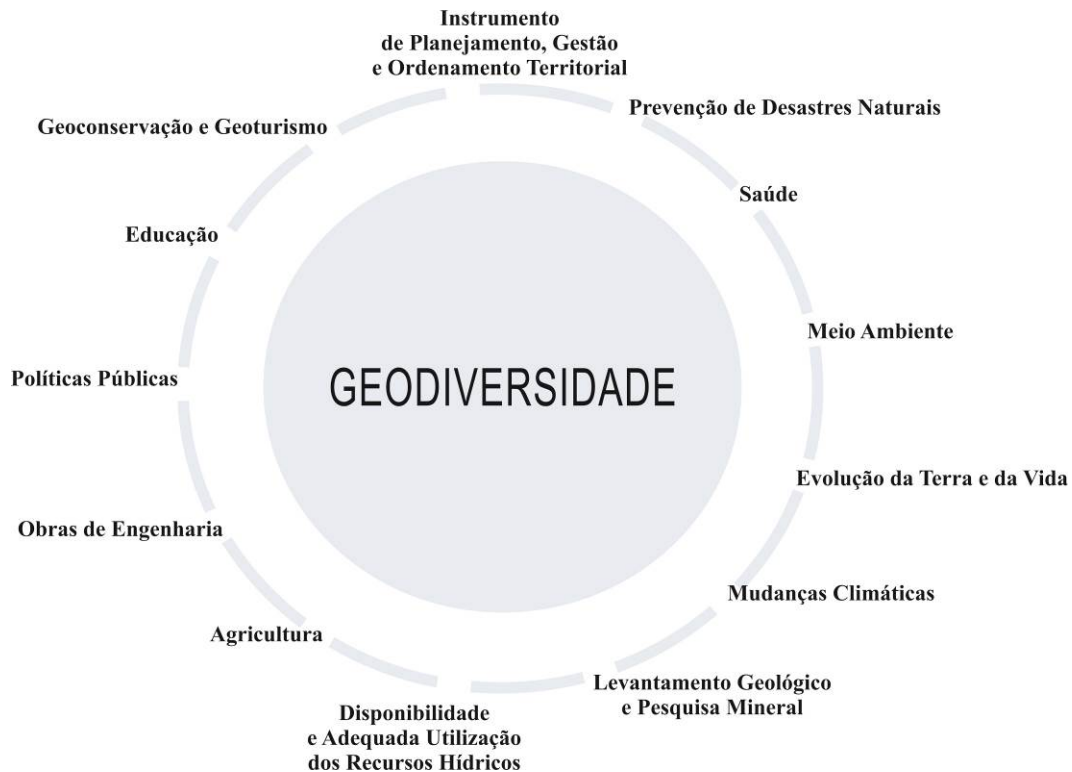 Instrumento
de Planejamento, Gestão
e Ordenamento Territorial
Prevenção de Desastres Naturais
Geoconservação e Geoturismo
Saúde
Educação
Meio Ambiente
Políticas Públicas
GEODIVERSIDADE
Evolução da Terra e da Vida
Obras de Engenharia
Mudanças Climáticas
Agricultura
Levantamento Geológico
e Pesquisa Mineral
Disponibilidade
e Adequada Utilização
dos Recursos Hídricos